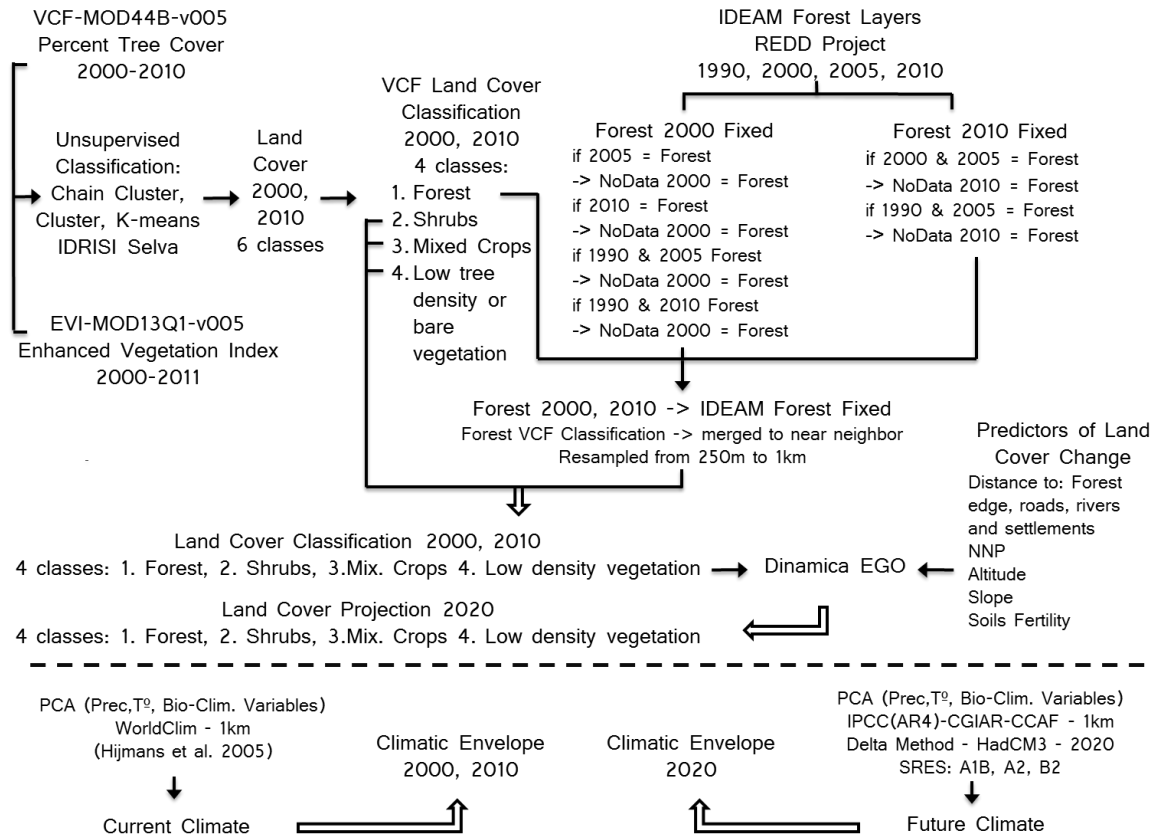 VCF-MOD44B-v005
Percent Tree Cover
2000-2010
Unsupervised
Classification:
Chain Cluster,
Cluster, K-means
IDRISI Selva
EVI-MOD13Q1-v005
Enhanced Vegetation Index
2000-2011
Land
Cover
2000,
2010
6 classes
VCF Land Cover
Classification
2000, 2010
4 classes:
1. Forest
2. Shrubs
3. Mixed Crops
4. Low tree
density or
bare
vegetation
IDEAM Forest Layers
REDD Project
1990, 2000, 2005, 2010
Forest 2000 Fixed
if 2005 = Forest
-> NoData 2000 = Forest
if 2010 = Forest
-> NoData 2000 = Forest
if 1990 & 2005 Forest
-> NoData 2000 = Forest
if 1990 & 2010 Forest
-> NoData 2000 = Forest
Forest 2010 Fixed
if 2000 & 2005 = Forest
-> NoData 2010 = Forest
if 1990 & 2005 = Forest
-> NoData 2010 = Forest
Forest 2000, 2010 -> IDEAM Forest Fixed
Forest VCF Classification -> merged to near neighbor
Resampled from 250m to 1km
Predictors of Land
Cover Change
Distance to: Forest
edge, roads, rivers
and settlements
NNP
Altitude
Slope
Soils Fertility
Land Cover Classification 2000, 2010
4 classes: 1. Forest, 2. Shrubs, 3.Mix. Crops 4. Low density vegetation
Dinamica EGO
Land Cover Projection 2020
4 classes: 1. Forest, 2. Shrubs, 3.Mix. Crops 4. Low density vegetation
PCA (Prec,Tº, Bio-Clim. Variables)
WorldClim - 1km
(Hijmans et al. 2005)
Current Climate
Climatic Envelope
2000, 2010
Climatic Envelope
2020
PCA (Prec,Tº, Bio-Clim. Variables)
IPCC(AR4)-CGIAR-CCAF - 1km
Delta Method - HadCM3 - 2020
SRES: A1B, A2, B2
Future Climate